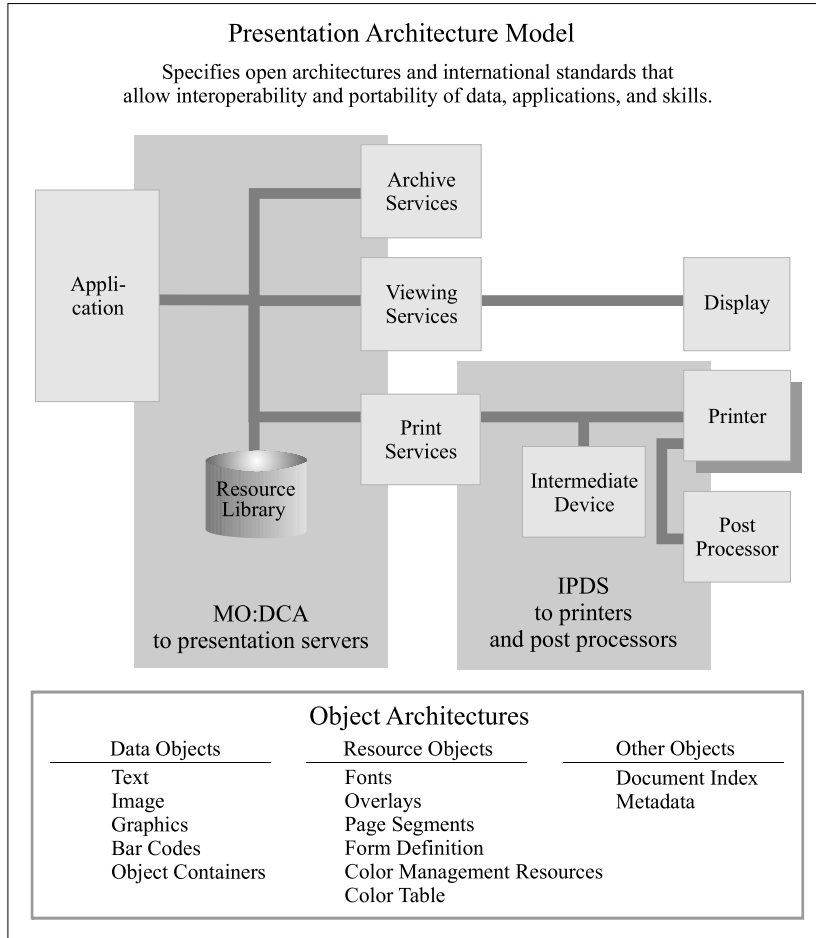 Presentation Architecture Model
Specifies open architectures and international standards that
allow interoperability and portability of data, applications, and skills.
Archive
Services
Appli-
cation
Viewing
Services
Display
Print
Services
Printer
Intermediate
Device
Resource
Library
Post
Processor
MO:DCA
to presentation servers
IPDS
to printers
and post processors
Object Architectures
Data Objects
Text
Image
Graphics
Bar Codes
Object Containers
Resource Objects
Fonts
Overlays
Page Segments
Form Definition
Color Management Resources
Color Table
Other Objects
Document Index
Metadata